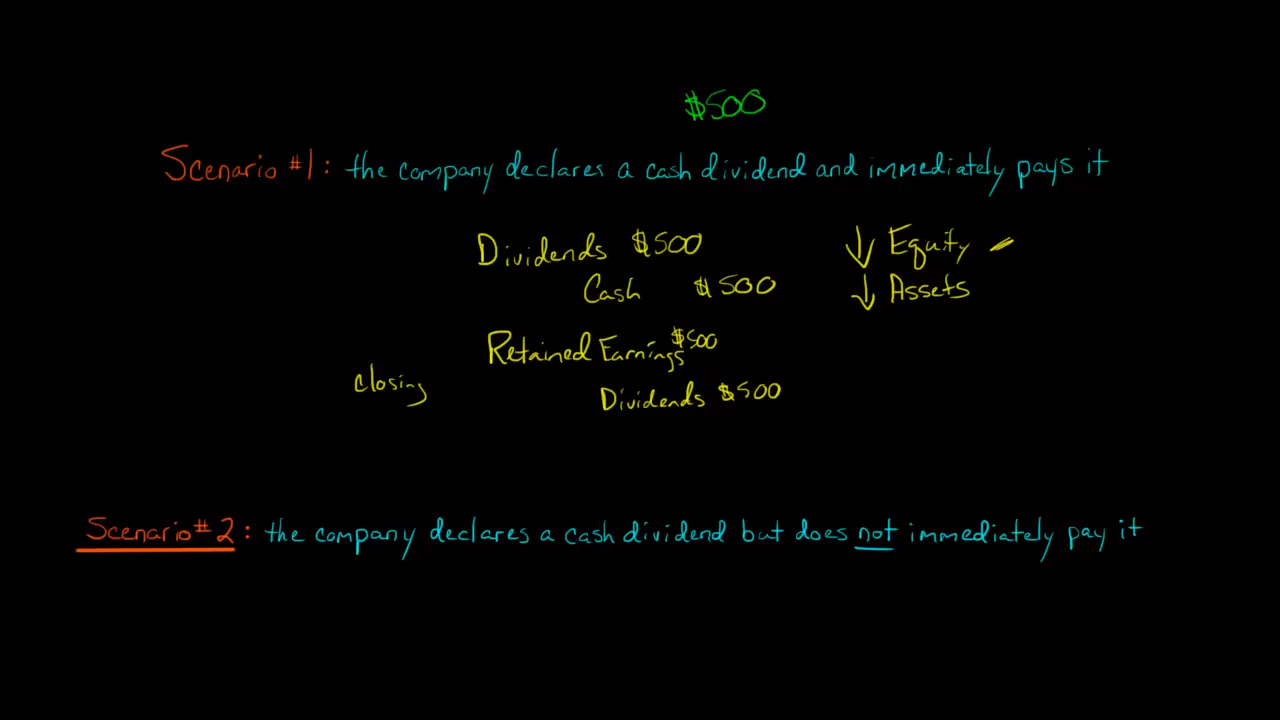 $500
Scenario #1: the company declares a cash dividend and immediately pays it
Dividends $500 ↓ Equity
Cash $500 ↓ Assets
Retained Earnings $500
closing
Dividends $500
Scenario #2: the company declares a cash dividend but does not immediately pay it